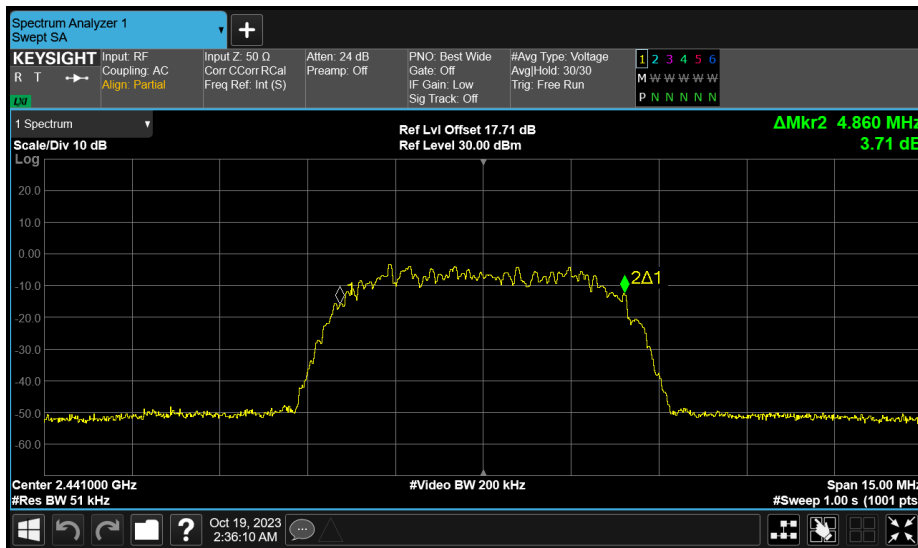 Spectrum Analyzer 1
Swept SA
KEYSIGHT
R T
LXI
Input: RF
Coupling: AC
Align: Partial
Input Z: 50 Ω
Corr CCorr RCal
Freq Ref: Int (S)
Atten: 24 dB
Preamp: Off
PNO: Best Wide
Gate: Off
IF Gain: Low
Sig Track: Off
#Avg Type: Voltage
Avg|Hold: 30/30
Trig: Free Run
1 2 3 4 5 6
M W W W W W
P N N N N N
1 Spectrum
Scale/Div 10 dB
Log
Ref Lvl Offset 17.71 dB
Ref Level 30.00 dBm
ΔMkr2 4.860 MHz
3.71 dB
20.0
10.0
0.00
-10.0
-20.0
-30.0
-40.0
-50.0
-60.0
1
2Δ1
Center 2.441000 GHz
#Res BW 51 kHz
#Video BW 200 kHz
Span 15.00 MHz
#Sweep 1.00 s (1001 pts
Oct 19, 2023
2:36:10 AM